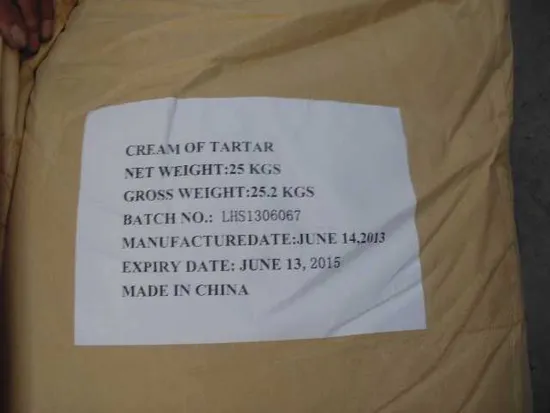 CREAM OF TARTAR
NET WEIGHT:25 KGS
GROSS WEIGHT:25.2 KGS
BATCH NO.: LHS1306067
MANUFACTUREDATE:JUNE 14,2013
EXPIRY DATE: JUNE 13, 2015
MADE IN CHINA